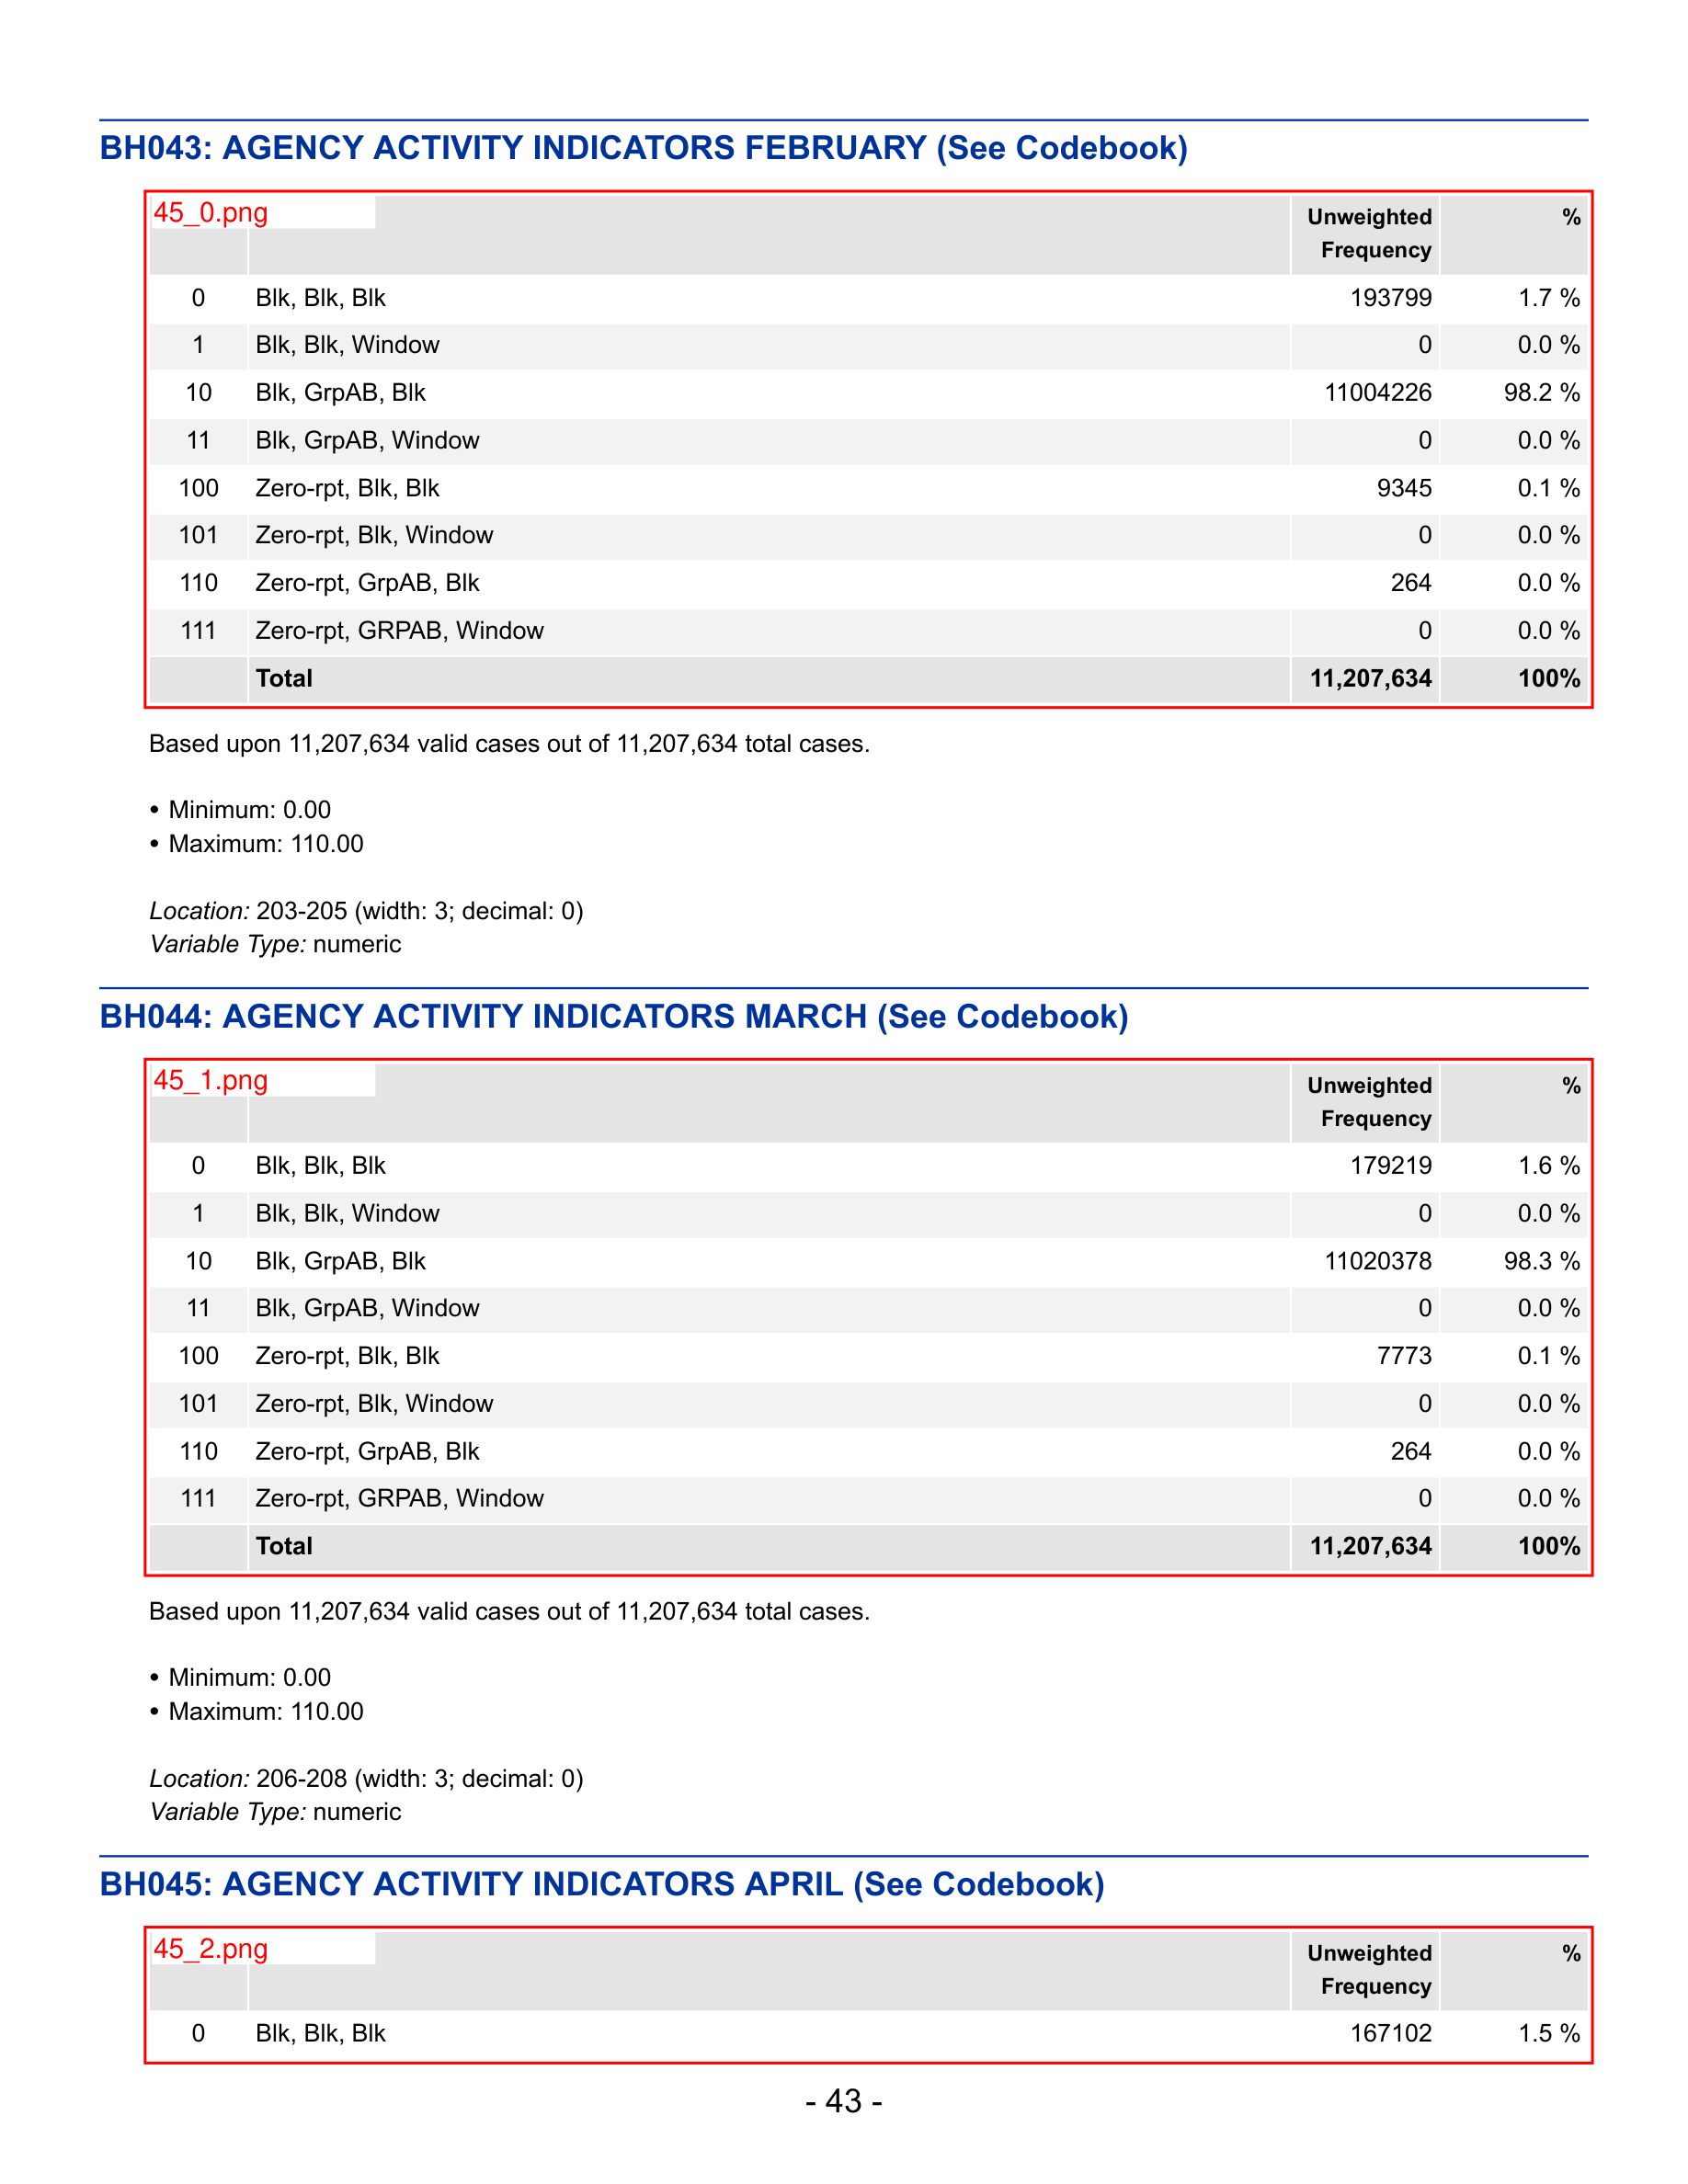 BH043: AGENCY ACTIVITY INDICATORS FEBRUARY (See Codebook)
45_0.png
Unweighted Frequency %
0 Blk, Blk, Blk 193799 1.7 %
1 Blk, Blk, Window 0 0.0 %
10 Blk, GrpAB, Blk 11004226 98.2 %
11 Blk, GrpAB, Window 0 0.0 %
100 Zero-rpt, Blk, Blk 9345 0.1 %
101 Zero-rpt, Blk, Window 0 0.0 %
110 Zero-rpt, GrpAB, Blk 264 0.0 %
111 Zero-rpt, GRPAB, Window 0 0.0 %
Total 11,207,634 100%
Based upon 11,207,634 valid cases out of 11,207,634 total cases.
• Minimum: 0.00
• Maximum: 110.00
Location: 203-205 (width: 3; decimal: 0)
Variable Type: numeric
BH044: AGENCY ACTIVITY INDICATORS MARCH (See Codebook)
45_1.png
Unweighted Frequency %
0 Blk, Blk, Blk 179219 1.6 %
1 Blk, Blk, Window 0 0.0 %
10 Blk, GrpAB, Blk 11020378 98.3 %
11 Blk, GrpAB, Window 0 0.0 %
100 Zero-rpt, Blk, Blk 7773 0.1 %
101 Zero-rpt, Blk, Window 0 0.0 %
110 Zero-rpt, GrpAB, Blk 264 0.0 %
111 Zero-rpt, GRPAB, Window 0 0.0 %
Total 11,207,634 100%
Based upon 11,207,634 valid cases out of 11,207,634 total cases.
• Minimum: 0.00
• Maximum: 110.00
Location: 206-208 (width: 3; decimal: 0)
Variable Type: numeric
BH045: AGENCY ACTIVITY INDICATORS APRIL (See Codebook)
45_2.png
Unweighted Frequency %
0 Blk, Blk, Blk 167102 1.5 %
- 43 -